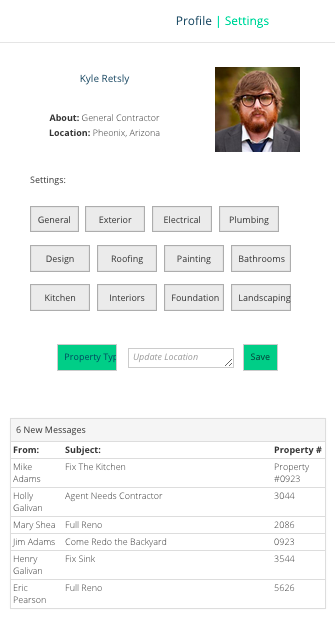 Profile | Settings
Kyle Retsly
About: General Contractor
Location: Pheonix, Arizona
Settings:
General Exterior Electrical Plumbing
Design Roofing Painting Bathrooms
Kitchen Interiors Foundation Landscaping
Property Typ Update Location Save
6 New Messages
From: Subject: Property #
Mike Adams Fix The Kitchen Property #0923
Holly Galivan Agent Needs Contractor 3044
Mary Shea Full Reno 2086
Jim Adams Come Redo the Backyard 0923
Henry Galivan Fix Sink 3544
Eric Pearson Full Reno 5626